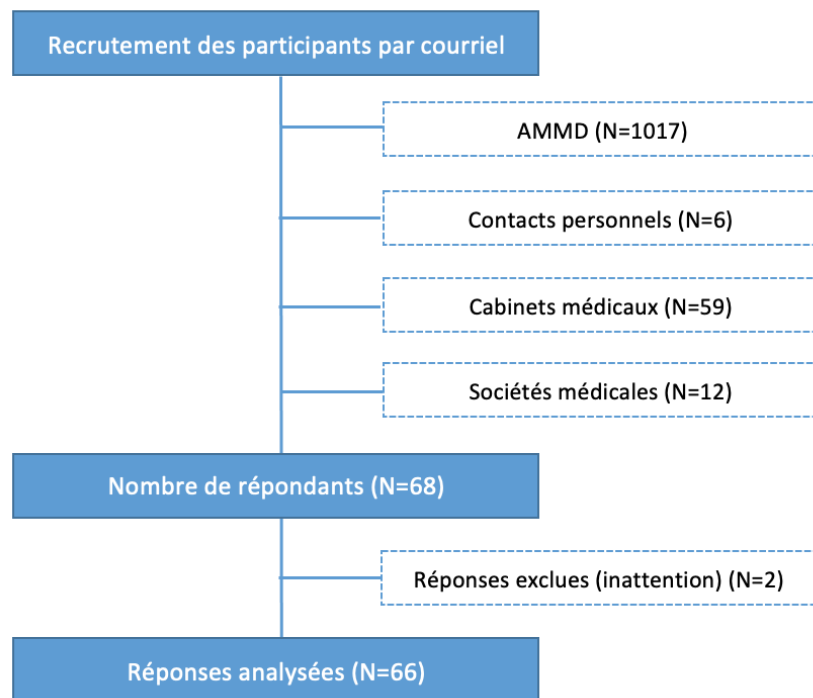 Recrutement des participants par courriel
AMMD (N=1017)
Contacts personnels (N=6)
Cabinets médicaux (N=59)
Sociétés médicales (N=12)
Nombre de répondants (N=68)
Réponses exclues (inattention) (N=2)
Réponses analysées (N=66)